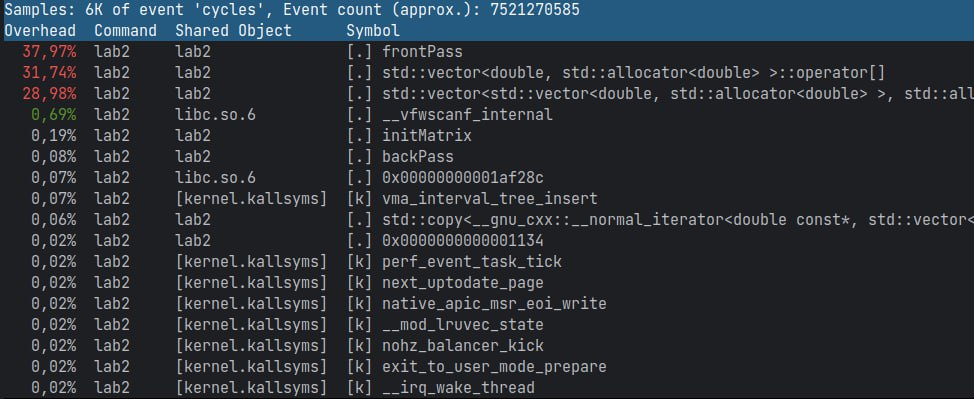 Samples: 6K of event 'cycles', Event count (approx.): 7521270585
Overhead  Command  Shared Object      Symbol
37,97%  lab2     lab2               [.] frontPass
31,74%  lab2     lab2               [.] std::vector<double, std::allocator<double> >::operator[]
28,98%  lab2     lab2               [.] std::vector<std::vector<double, std::allocator<double> >, std::all
0,69%  lab2     libc.so.6          [.] __vfwscanf_internal
0,19%  lab2     lab2               [.] initMatrix
0,08%  lab2     lab2               [.] backPass
0,07%  lab2     libc.so.6          [.] 0x00000000001af28c
0,07%  lab2     [kernel.kallsyms]  [k] vma_interval_tree_insert
0,06%  lab2     lab2               [.] std::copy<__gnu_cxx::__normal_iterator<double const*, std::vector<
0,02%  lab2     lab2               [.] 0x0000000000001134
0,02%  lab2     [kernel.kallsyms]  [k] perf_event_task_tick
0,02%  lab2     [kernel.kallsyms]  [k] next_uptodate_page
0,02%  lab2     [kernel.kallsyms]  [k] native_apic_msr_eoi_write
0,02%  lab2     [kernel.kallsyms]  [k] __mod_lruvec_state
0,02%  lab2     [kernel.kallsyms]  [k] nohz_balancer_kick
0,02%  lab2     [kernel.kallsyms]  [k] exit_to_user_mode_prepare
0,02%  lab2     [kernel.kallsyms]  [k] __irq_wake_thread